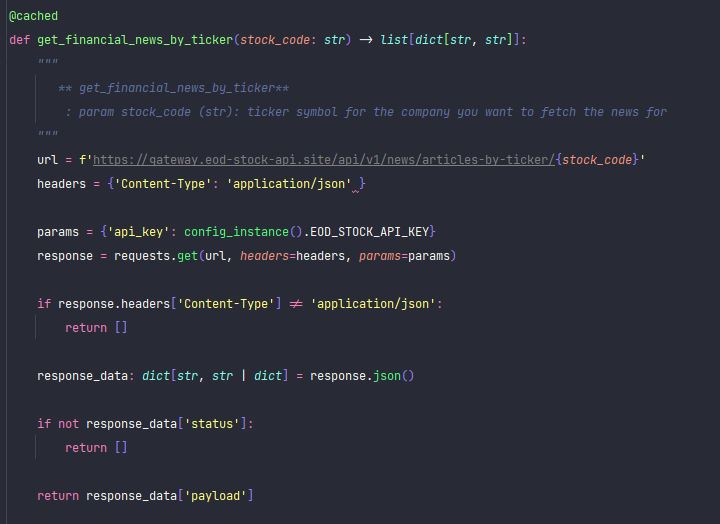 @cached
def get_financial_news_by_ticker(stock_code: str) -> list[dict[str, str]]:
    """
       ** get_financial_news_by_ticker**
        : param stock_code (str): ticker symbol for the company you want to fetch the news for
    """
    url = f'https://gateway.eod-stock-api.site/api/v1/news/articles-by-ticker/{stock_code}'
    headers = {'Content-Type': 'application/json' }
    params = {'api_key': config_instance().EOD_STOCK_API_KEY}
    response = requests.get(url, headers=headers, params=params)
    if response.headers['Content-Type'] != 'application/json':
        return []
    response_data: dict[str, str | dict] = response.json()
    if not response_data['status']:
        return []
    return response_data['payload']